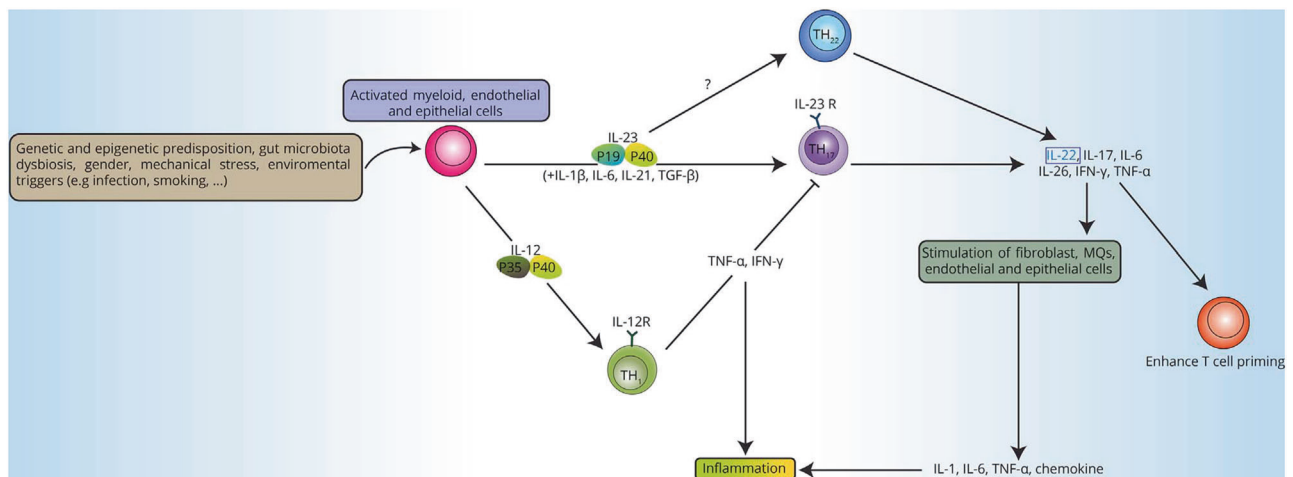 TH22
Activated myeloid, endothelial
and epithelial cells
?
IL-23 R
IL-23
P19 P40
TH17
(+IL-1β, IL-6, IL-21, TGF-β)
Genetic and epigenetic predisposition, gut microbiota
dysbiosis, gender, mechanical stress, enviromental
triggers (e.g infection, smoking, ...)
IL-22, IL-17, IL-6
IL-26, IFN-γ, TNF-α
IL-12
P35 P40
TNF-α, IFN-γ
Stimulation of fibroblast, MQs,
endothelial and epithelial cells
IL-12R
TH1
Enhance T cell priming
Inflammation
IL-1, IL-6, TNF-α, chemokine